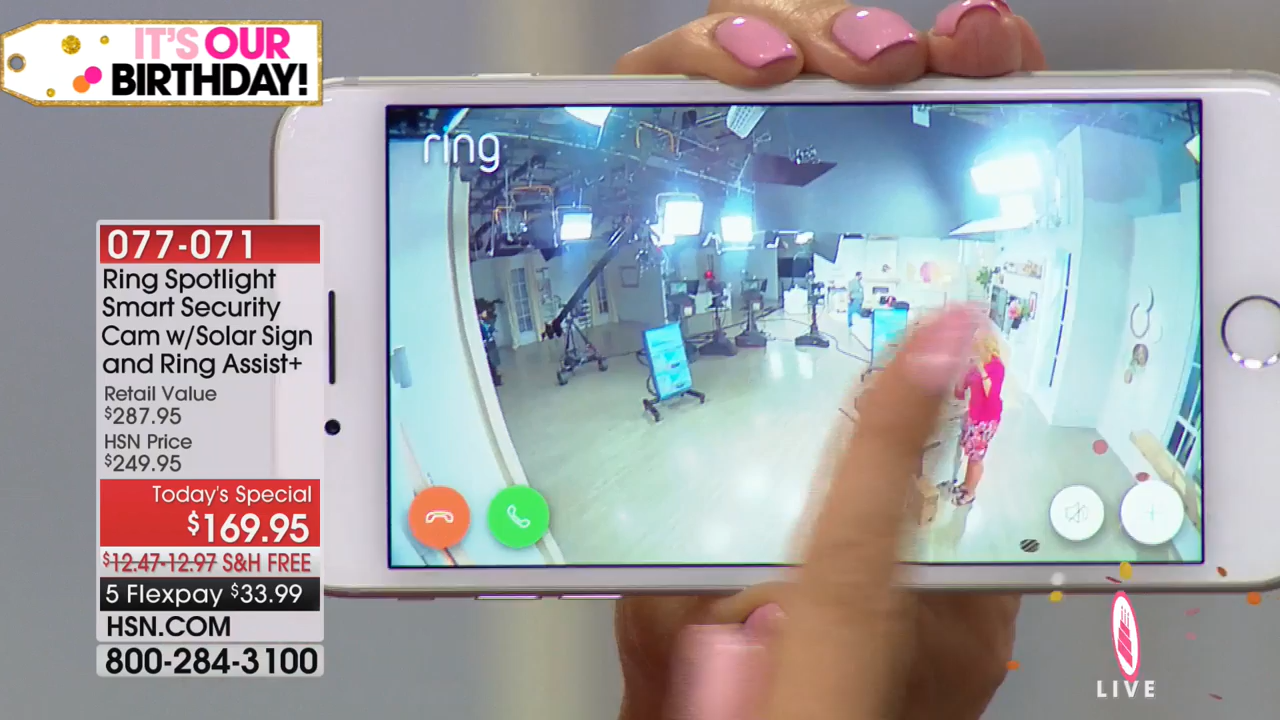 IT'S OUR
BIRTHDAY!
ring
077-071
Ring Spotlight
Smart Security
Cam w/Solar Sign
and Ring Assist+
Retail Value
$287.95
HSN Price
$249.95
Today's Special
$169.95
$12.47-12.97 S&H FREE
5 Flexpay $33.99
HSN.COM
800-284-3100
LIVE